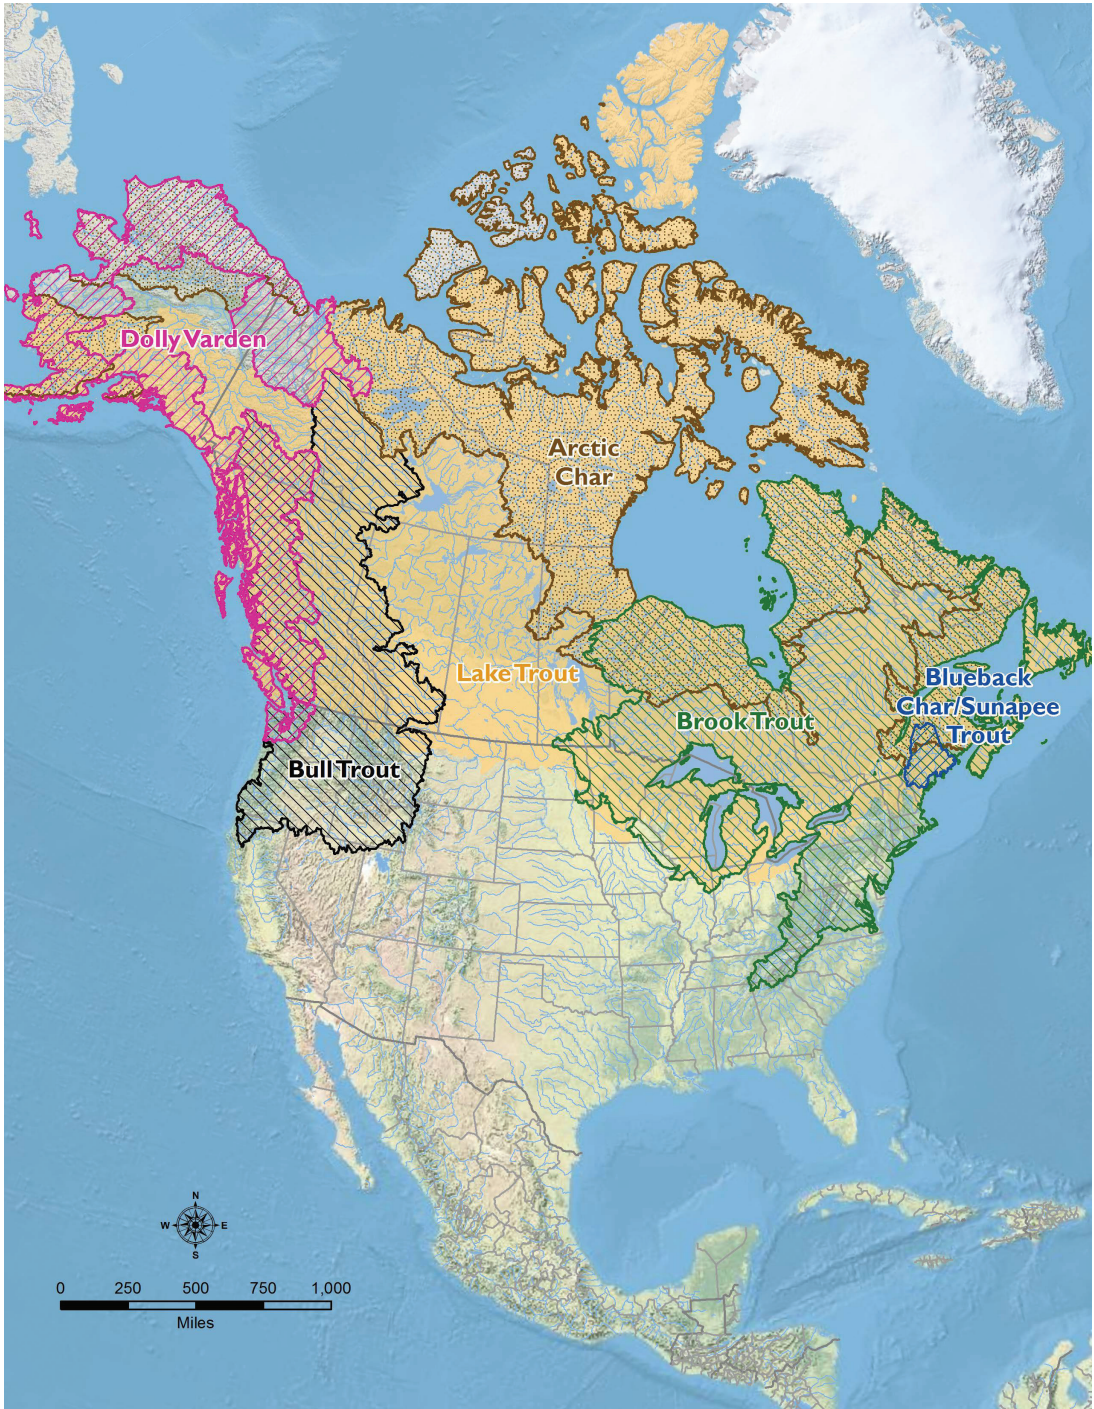 Dolly Varden
Arctic
Char
Lake Trout
Blueback
Char/Sunapee
Trout
Brook Trout
Bull Trout
N
W E
S
0 250 500 750 1,000
Miles